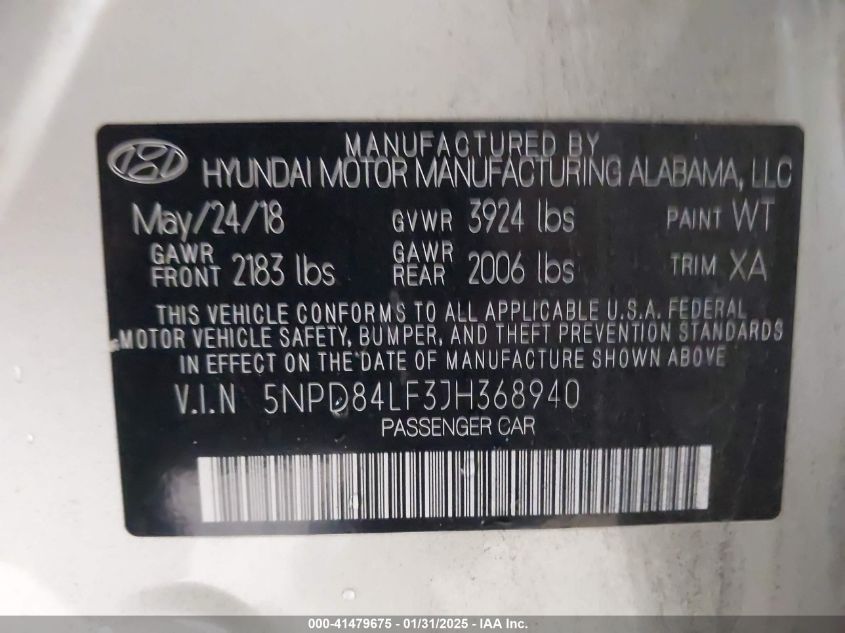 MANUFACTURED BY
HYUNDAI MOTOR MANUFACTURING ALABAMA, LLC
May/24/18 GVWR 3924 lbs PAINT WT
GAWR FRONT 2183 lbs GAWR REAR 2006 lbs TRIM XA
THIS VEHICLE CONFORMS TO ALL APPLICABLE U.S.A. FEDERAL
MOTOR VEHICLE SAFETY, BUMPER, AND THEFT PREVENTION STANDARDS
IN EFFECT ON THE DATE OF MANUFACTURE SHOWN ABOVE
V.I.N 5NPD84LF3JH368940
PASSENGER CAR
000-41479675 - 01/31/2025 - IAA Inc.